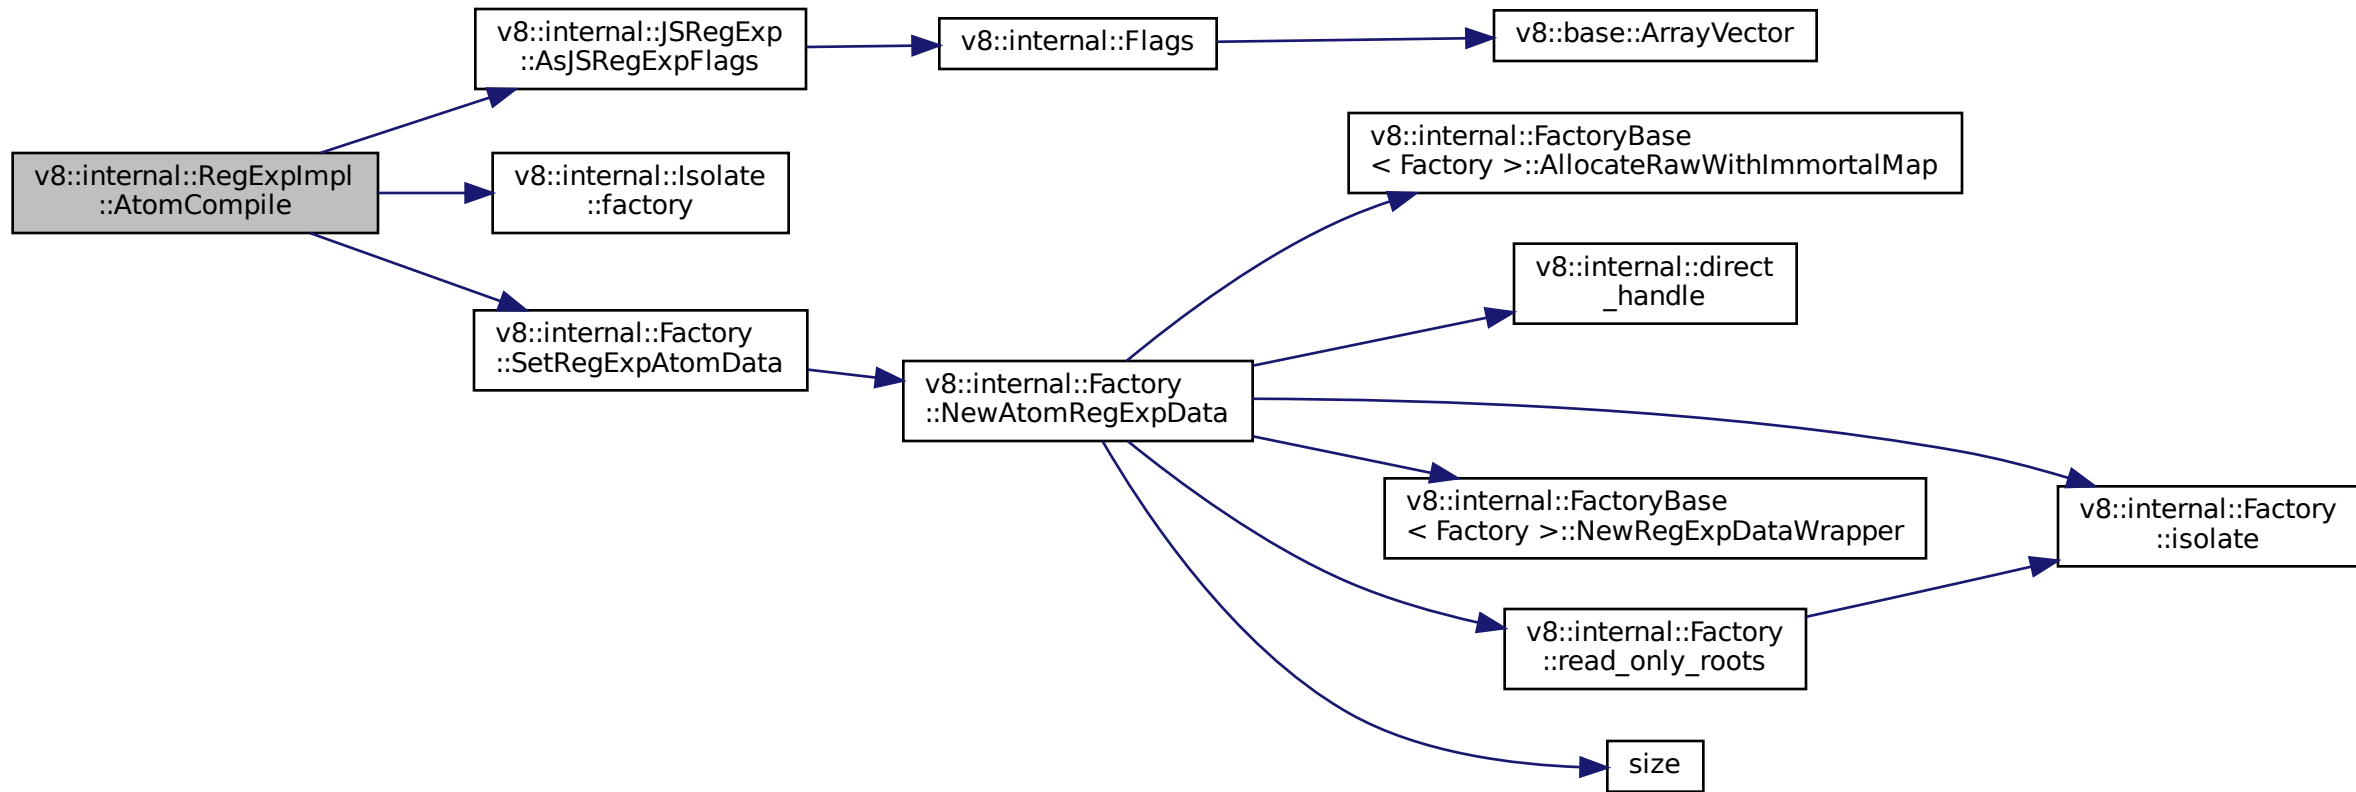 v8::internal::RegExpImpl
::AtomCompile
v8::internal::JSRegExp
::AsJSRegExpFlags
v8::internal::Flags
v8::base::ArrayVector
v8::internal::Isolate
::factory
v8::internal::Factory
::SetRegExpAtomData
v8::internal::Factory
::NewAtomRegExpData
v8::internal::FactoryBase
< Factory >::AllocateRawWithImmortalMap
v8::internal::direct
_handle
v8::internal::Factory
::isolate
v8::internal::FactoryBase
< Factory >::NewRegExpDataWrapper
v8::internal::Factory
::read_only_roots
size